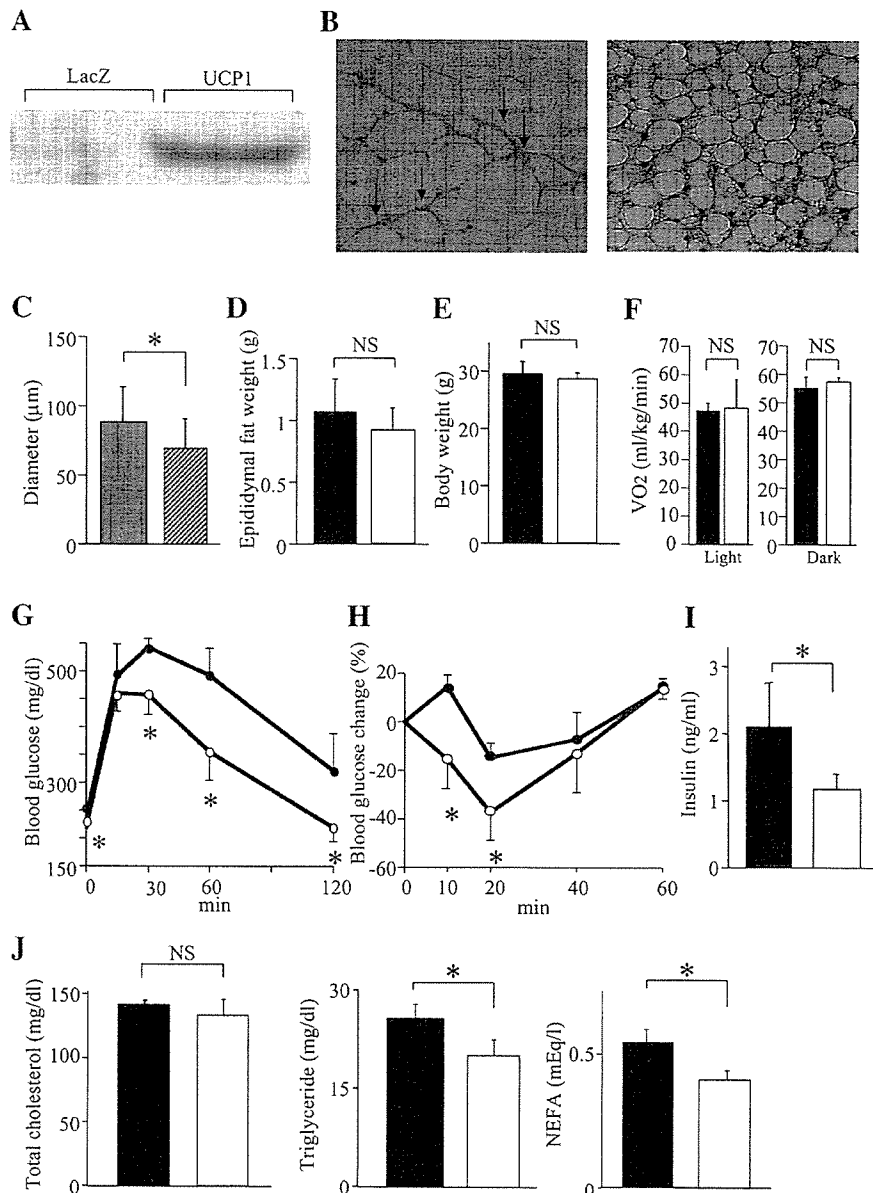 A
LacZ UCP1
B
C
150
100
50
0
Diameter (μm)
*
D
1.5
1
0.5
0
Epididymal fat weight (g)
NS
E
30
20
10
0
Body weight (g)
NS
F
70
60
50
40
30
20
10
0
VO2 (ml/kg/min)
NS
Light
70
60
50
40
30
20
10
0
NS
Dark
G
550
300
150
Blood glucose (mg/dl)
0 30 60 120
min
* * * *
H
20
0
-20
-40
-60
Blood glucose change (%)
0 10 20 40 60
min
* *
I
3
2
1
0
Insulin (ng/ml)
*
J
150
100
50
0
Total cholesterol (mg/dl)
NS
30
15
0
Triglyceride (mg/dl)
*
0.5
0
NEFA (mEq/l)
*